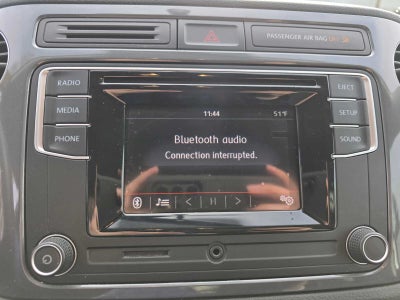 PASSENGER AIR BAG
RADIO
EJECT
11:44
51°F
MEDIA
SETUP
Bluetooth audio
Connection interrupted.
PHONE
SOUND